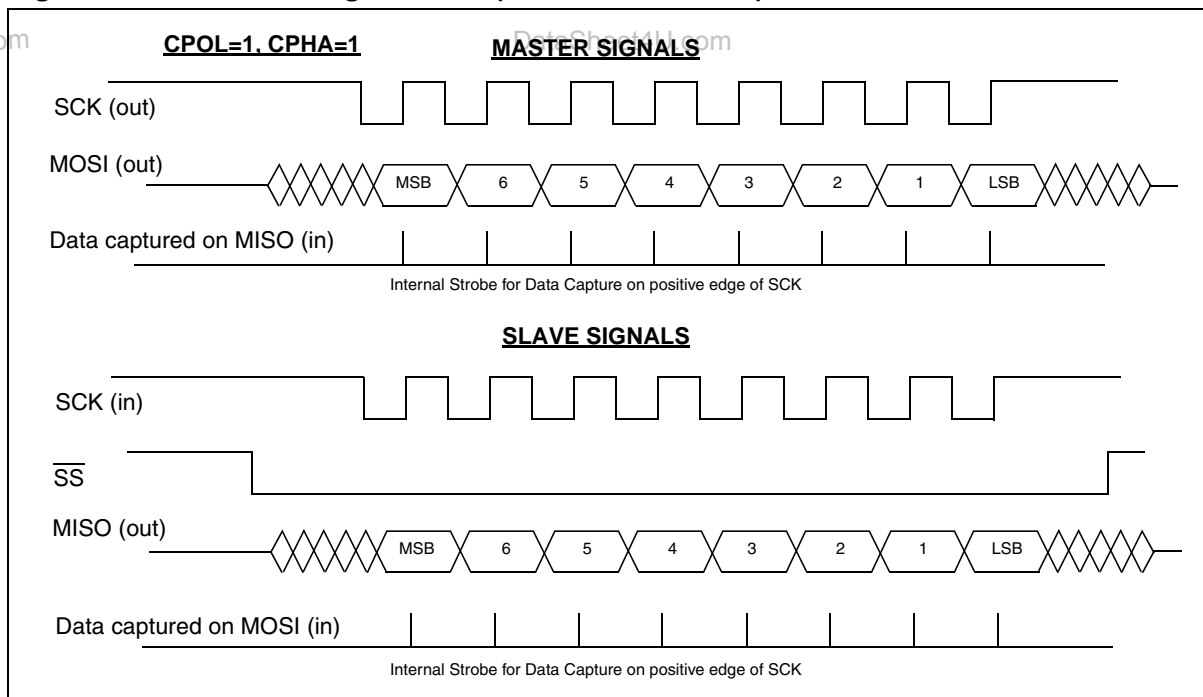 om
DataSheet4U.com
CPOL=1, CPHA=1 MASTER SIGNALS
SCK (out)
MOSI (out)
MSB 6 5 4 3 2 1 LSB
Data captured on MISO (in)
Internal Strobe for Data Capture on positive edge of SCK
SLAVE SIGNALS
SCK (in)
SS
MISO (out)
MSB 6 5 4 3 2 1 LSB
Data captured on MOSI (in)
Internal Strobe for Data Capture on positive edge of SCK